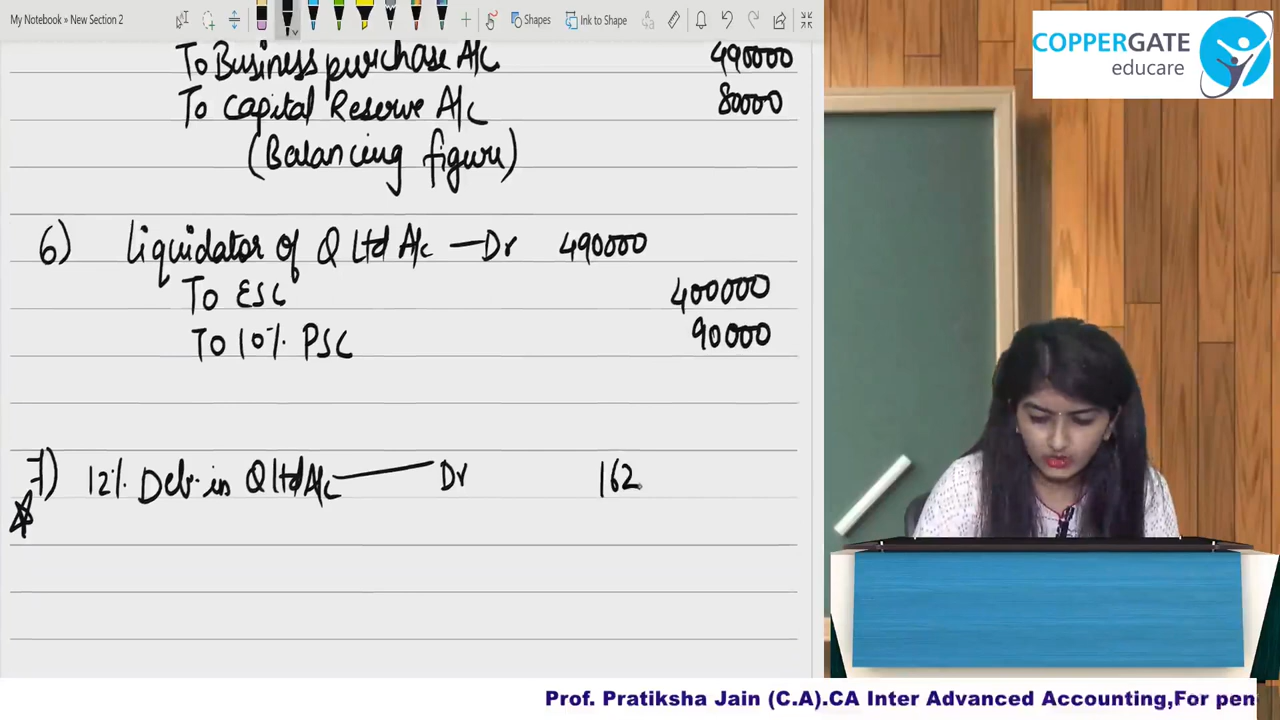 My Notebook » New Section 2
Shapes
Ink to Shape
COPPERGATE
educare
To Business purchase A/c 490000
To Capital Reserve A/c 80000
(Balancing figure)
6) Liquidator of Q Ltd A/c — Dr 490000
To ESC 400000
To 10% PSC 90000
7) 12% Deb. in Q Ltd A/c — Dr 162
Prof. Pratiksha Jain (C.A).CA Inter Advanced Accounting,For pen